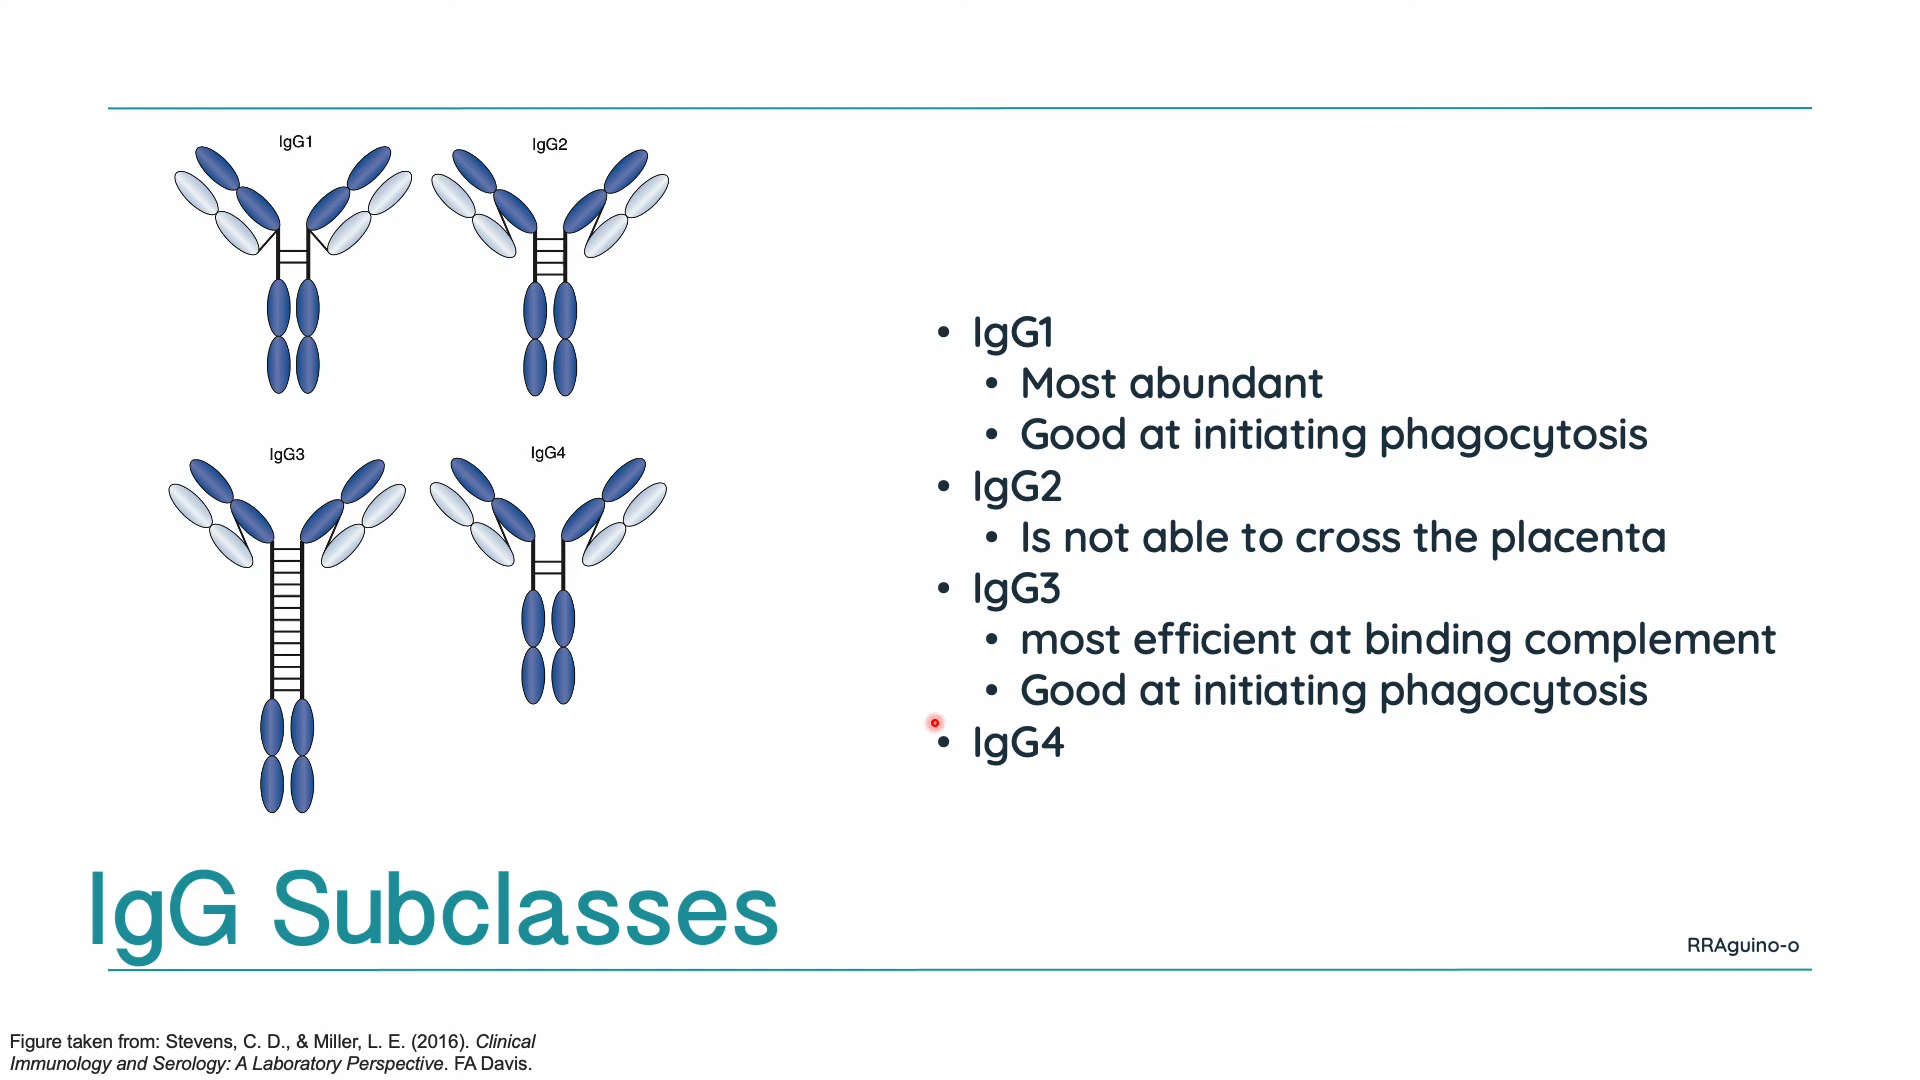 IgG1
IgG2
IgG3
IgG4
• IgG1
• Most abundant
• Good at initiating phagocytosis
• IgG2
• Is not able to cross the placenta
• IgG3
• most efficient at binding complement
• Good at initiating phagocytosis
• IgG4
IgG Subclasses
RRAguino-o
Figure taken from: Stevens, C. D., & Miller, L. E. (2016). Clinical
Immunology and Serology: A Laboratory Perspective. FA Davis.